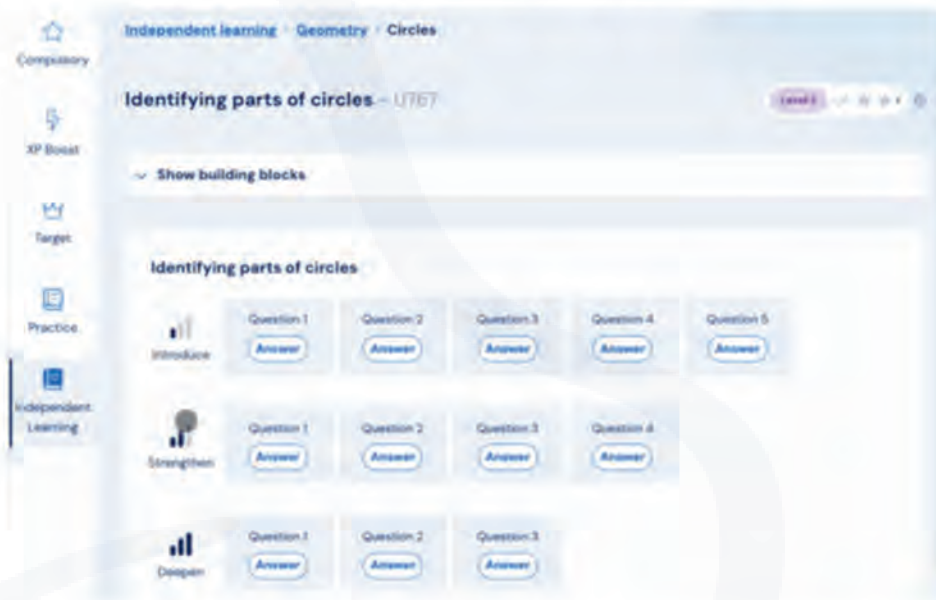 Compulsory
XP Boost
Target
Practice
Independent
Learning
Independent learning Geometry Circles
Identifying parts of circles - U767
Level 2
Show building blocks
Identifying parts of circles
Introduce
Question 1 Question 2 Question 3 Question 4 Question 5
Answer Answer Answer Answer Answer
Strengthen
Question 1 Question 2 Question 3 Question 4
Answer Answer Answer Answer
Deepen
Question 1 Question 2 Question 3
Answer Answer Answer